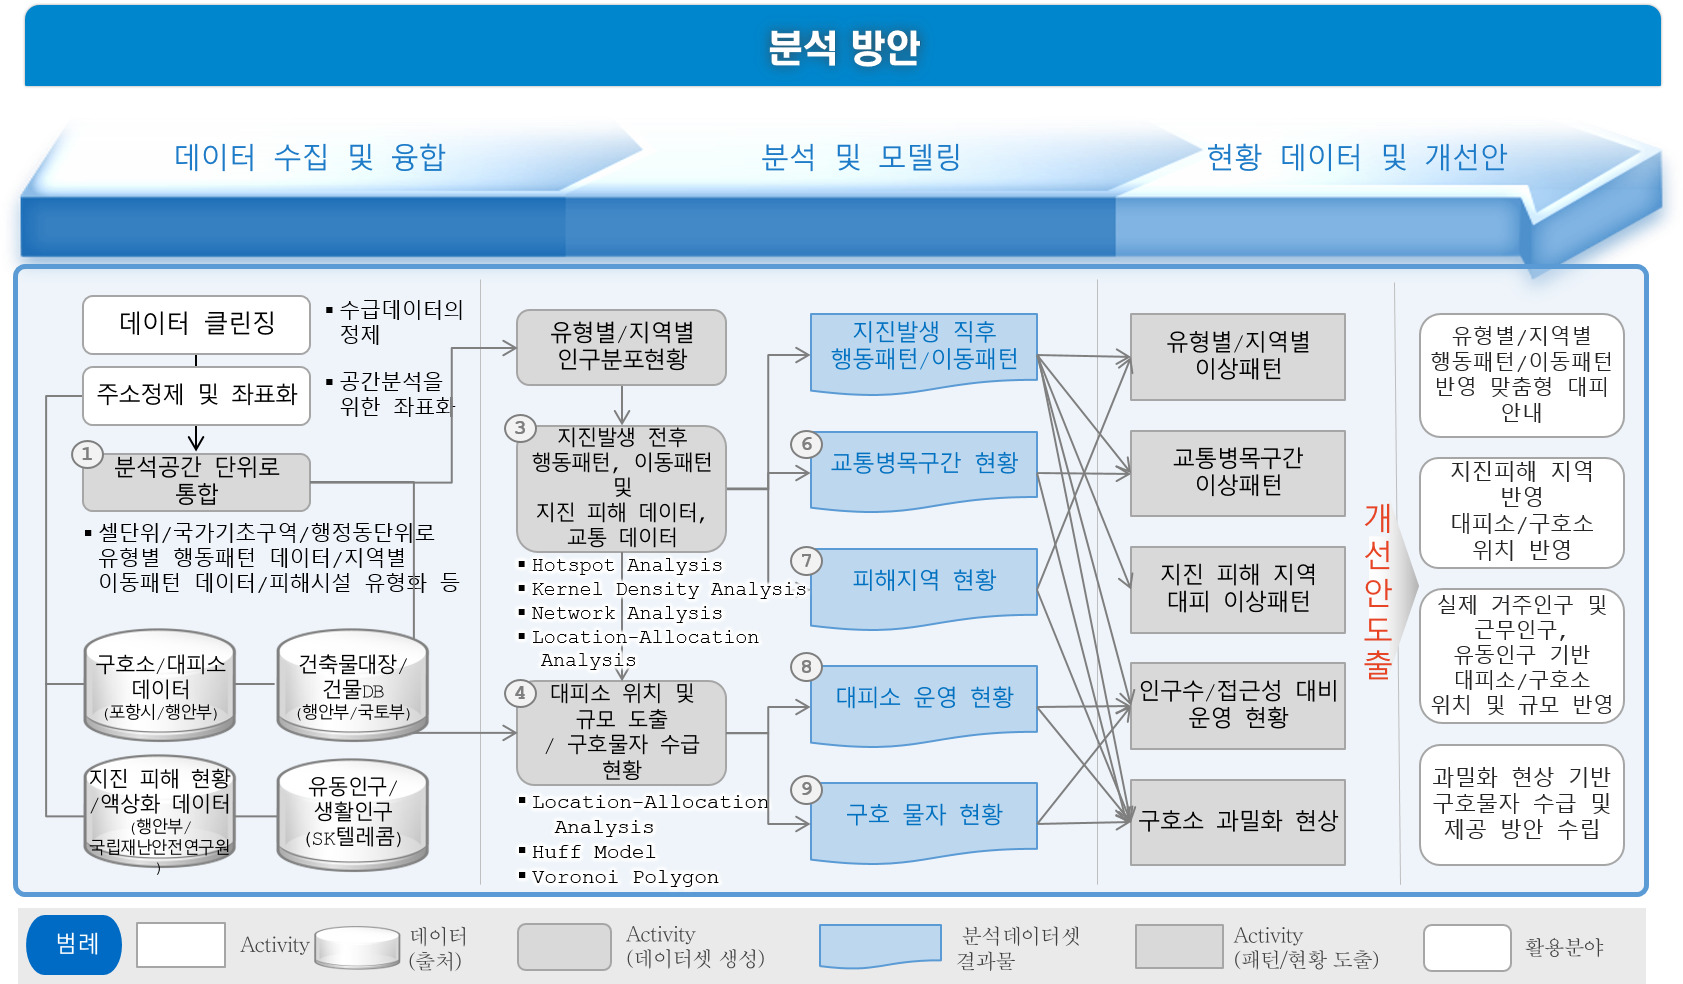 분석 방안
데이터 수집 및 융합
분석 및 모델링
현황 데이터 및 개선안
데이터 클린징
▪ 수급데이터의
정제
주소정제 및 좌표화
▪ 공간분석을
위한 좌표화
1
분석공간 단위로
통합
▪ 셀단위/국가기초구역/행정동단위로
유형별 행동패턴 데이터/지역별
이동패턴 데이터/피해시설 유형화 등
구호소/대피소
데이터
(포항시/행안부)
건축물대장/
건물DB
(행안부/국토부)
지진 피해 현황
/액상화 데이터
(행안부/
국립재난안전연구원
)
유동인구/
생활인구
(SK텔레콤)
유형별/지역별
인구분포현황
3
지진발생 전후
행동패턴, 이동패턴
및
지진 피해 데이터,
교통 데이터
▪ Hotspot Analysis
▪ Kernel Density Analysis
▪ Network Analysis
▪ Location-Allocation
Analysis
4
대피소 위치 및
규모 도출
/ 구호물자 수급
현황
▪ Location-Allocation
Analysis
▪ Huff Model
▪ Voronoi Polygon
지진발생 직후
행동패턴/이동패턴
6
교통병목구간 현황
7
피해지역 현황
8
대피소 운영 현황
9
구호 물자 현황
유형별/지역별
이상패턴
교통병목구간
이상패턴
지진 피해 지역
대피 이상패턴
인구수/접근성 대비
운영 현황
구호소 과밀화 현상
개
선
안
도
출
유형별/지역별
행동패턴/이동패턴
반영 맞춤형 대피
안내
지진피해 지역
반영
대피소/구호소
위치 반영
실제 거주인구 및
근무인구,
유동인구 기반
대피소/구호소
위치 및 규모 반영
과밀화 현상 기반
구호물자 수급 및
제공 방안 수립
범례
Activity
데이터
(출처)
Activity
(데이터셋 생성)
분석데이터셋
결과물
Activity
(패턴/현황 도출)
활용분야